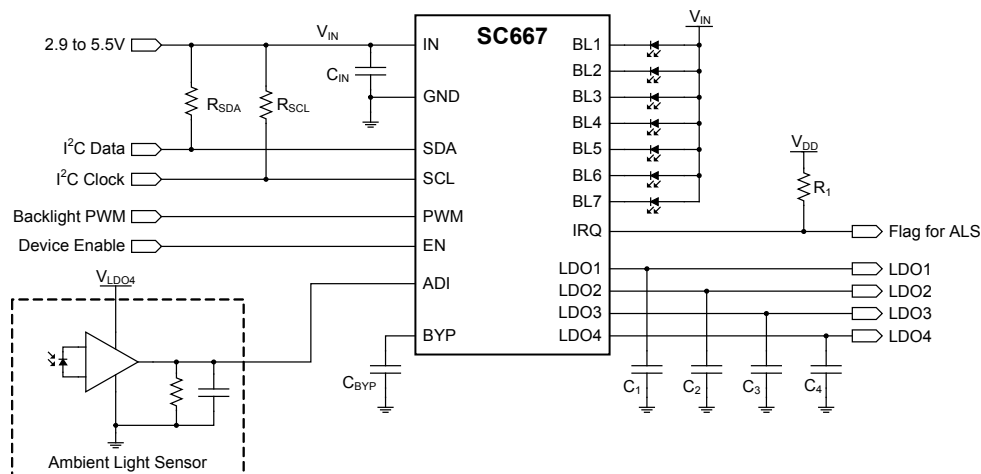 SC667
2.9 to 5.5V
V_IN
IN
C_IN
GND
R_SDA
R_SCL
I²C Data
SDA
I²C Clock
SCL
Backlight PWM
PWM
Device Enable
EN
V_LDO4
ADI
BYP
C_BYP
Ambient Light Sensor
V_IN
BL1
BL2
BL3
BL4
BL5
BL6
BL7
V_DD
R_1
IRQ
Flag for ALS
LDO1
LDO1
LDO2
LDO2
LDO3
LDO3
LDO4
LDO4
C_1
C_2
C_3
C_4